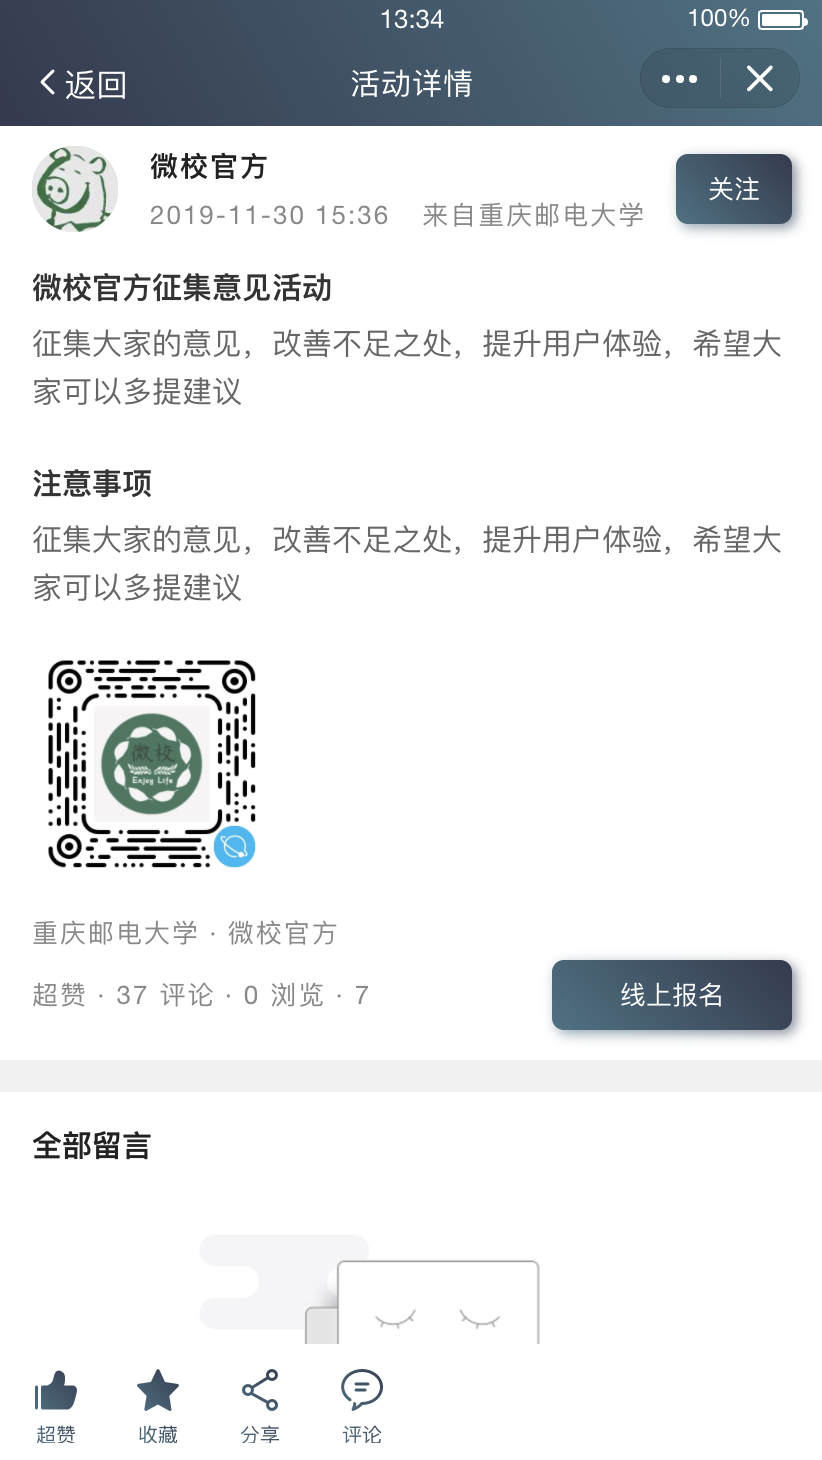 13:34
100%
返回
活动详情
微校官方
2019-11-30 15:36 来自重庆邮电大学
关注
微校官方征集意见活动
征集大家的意见，改善不足之处，提升用户体验，希望大
家可以多提建议
注意事项
征集大家的意见，改善不足之处，提升用户体验，希望大
家可以多提建议
微校
Enjoy Life
重庆邮电大学 · 微校官方
超赞 · 37 评论 · 0 浏览 · 7
线上报名
全部留言
超赞
收藏
分享
评论